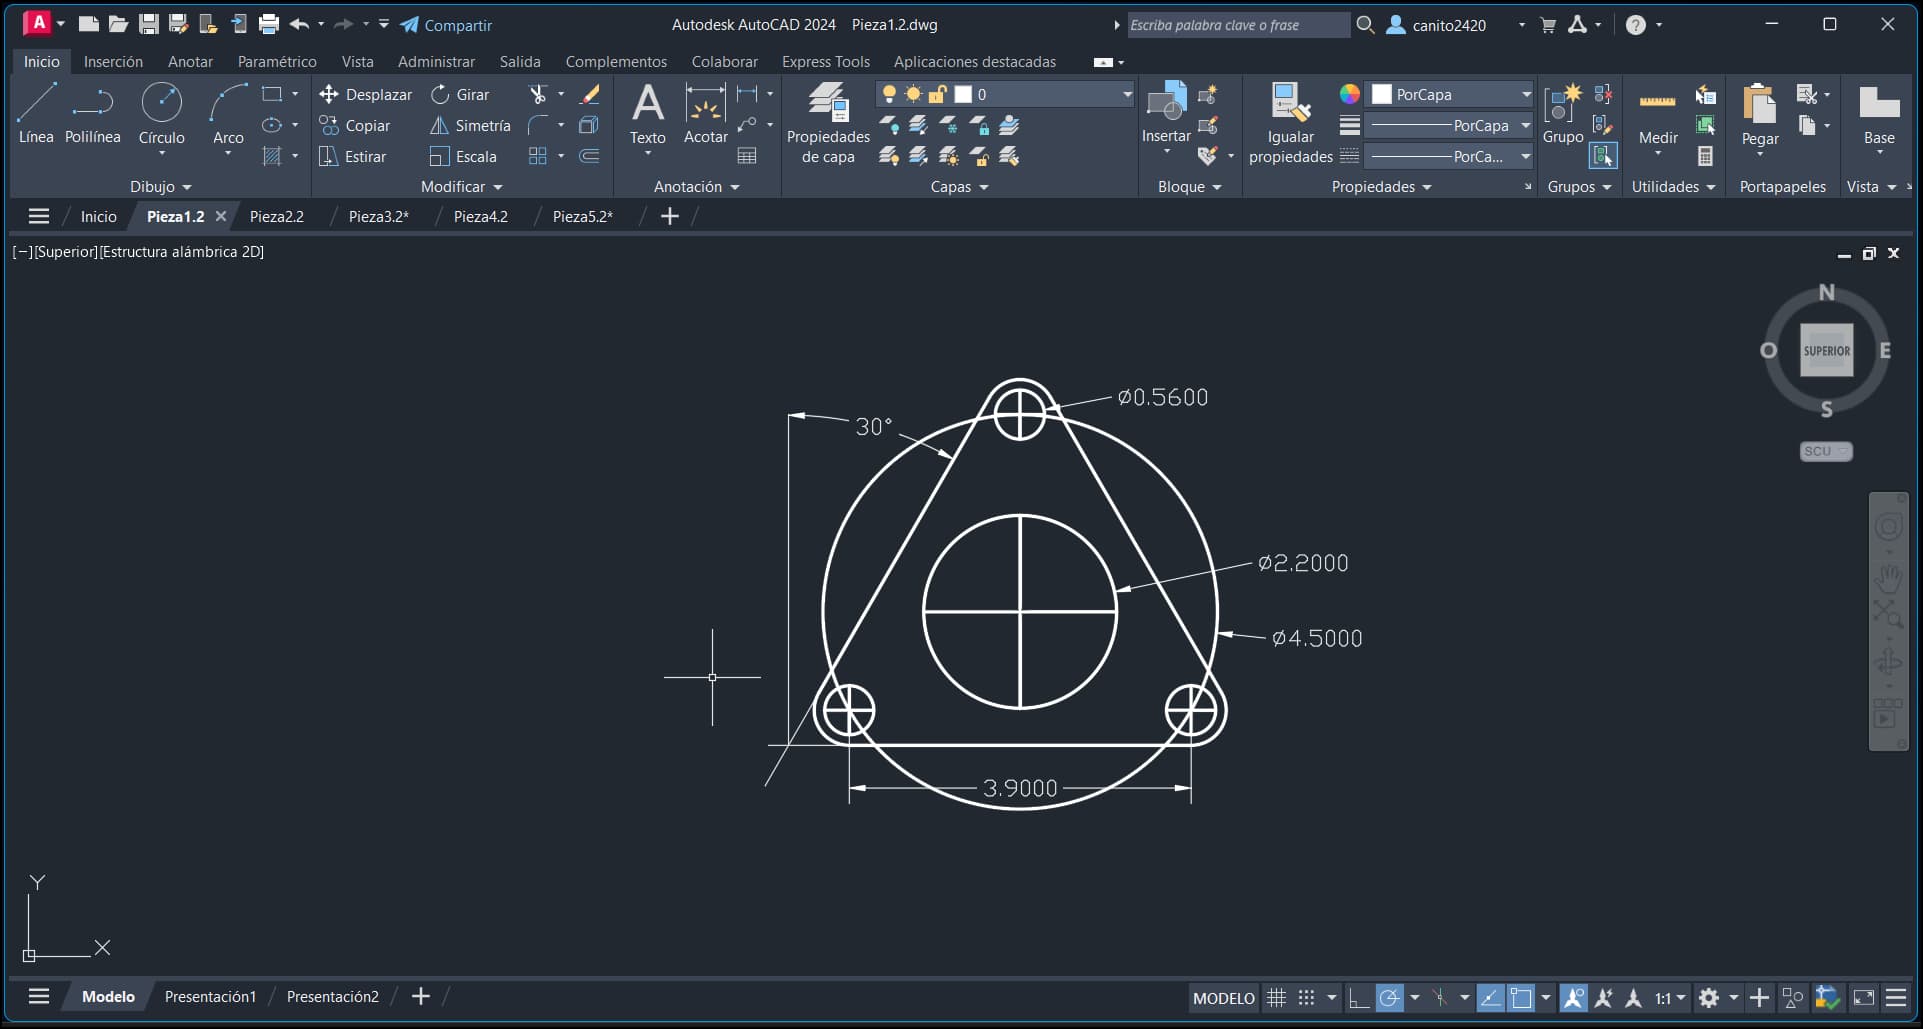 A Compartir Autodesk AutoCAD 2024 Pieza1.2.dwg Escriba palabra clave o frase canito2420 ?
Inicio Inserción Anotar Paramétrico Vista Administrar Salida Complementos Colaborar Express Tools Aplicaciones destacadas
Línea Polilínea Círculo Arco
Dibujo
Desplazar Girar
Copiar Simetría
Estirar Escala
Modificar
A
Texto Acotar
Anotación
Propiedades
de capa
0
Capas
Insertar
Bloque
Igualar
propiedades
PorCapa
PorCapa
PorCa...
Propiedades
Grupo
Grupos
Medir
Utilidades
Pegar
Portapapeles
Base
Vista
Inicio Pieza1.2 Pieza2.2 Pieza3.2* Pieza4.2 Pieza5.2*
[−][Superior][Estructura alámbrica 2D]
N
O SUPERIOR E
S
SCU
⌀0.5600
30°
⌀2.2000
⌀4.5000
3.9000
Y
X
Modelo Presentación1 Presentación2
MODELO 1:1